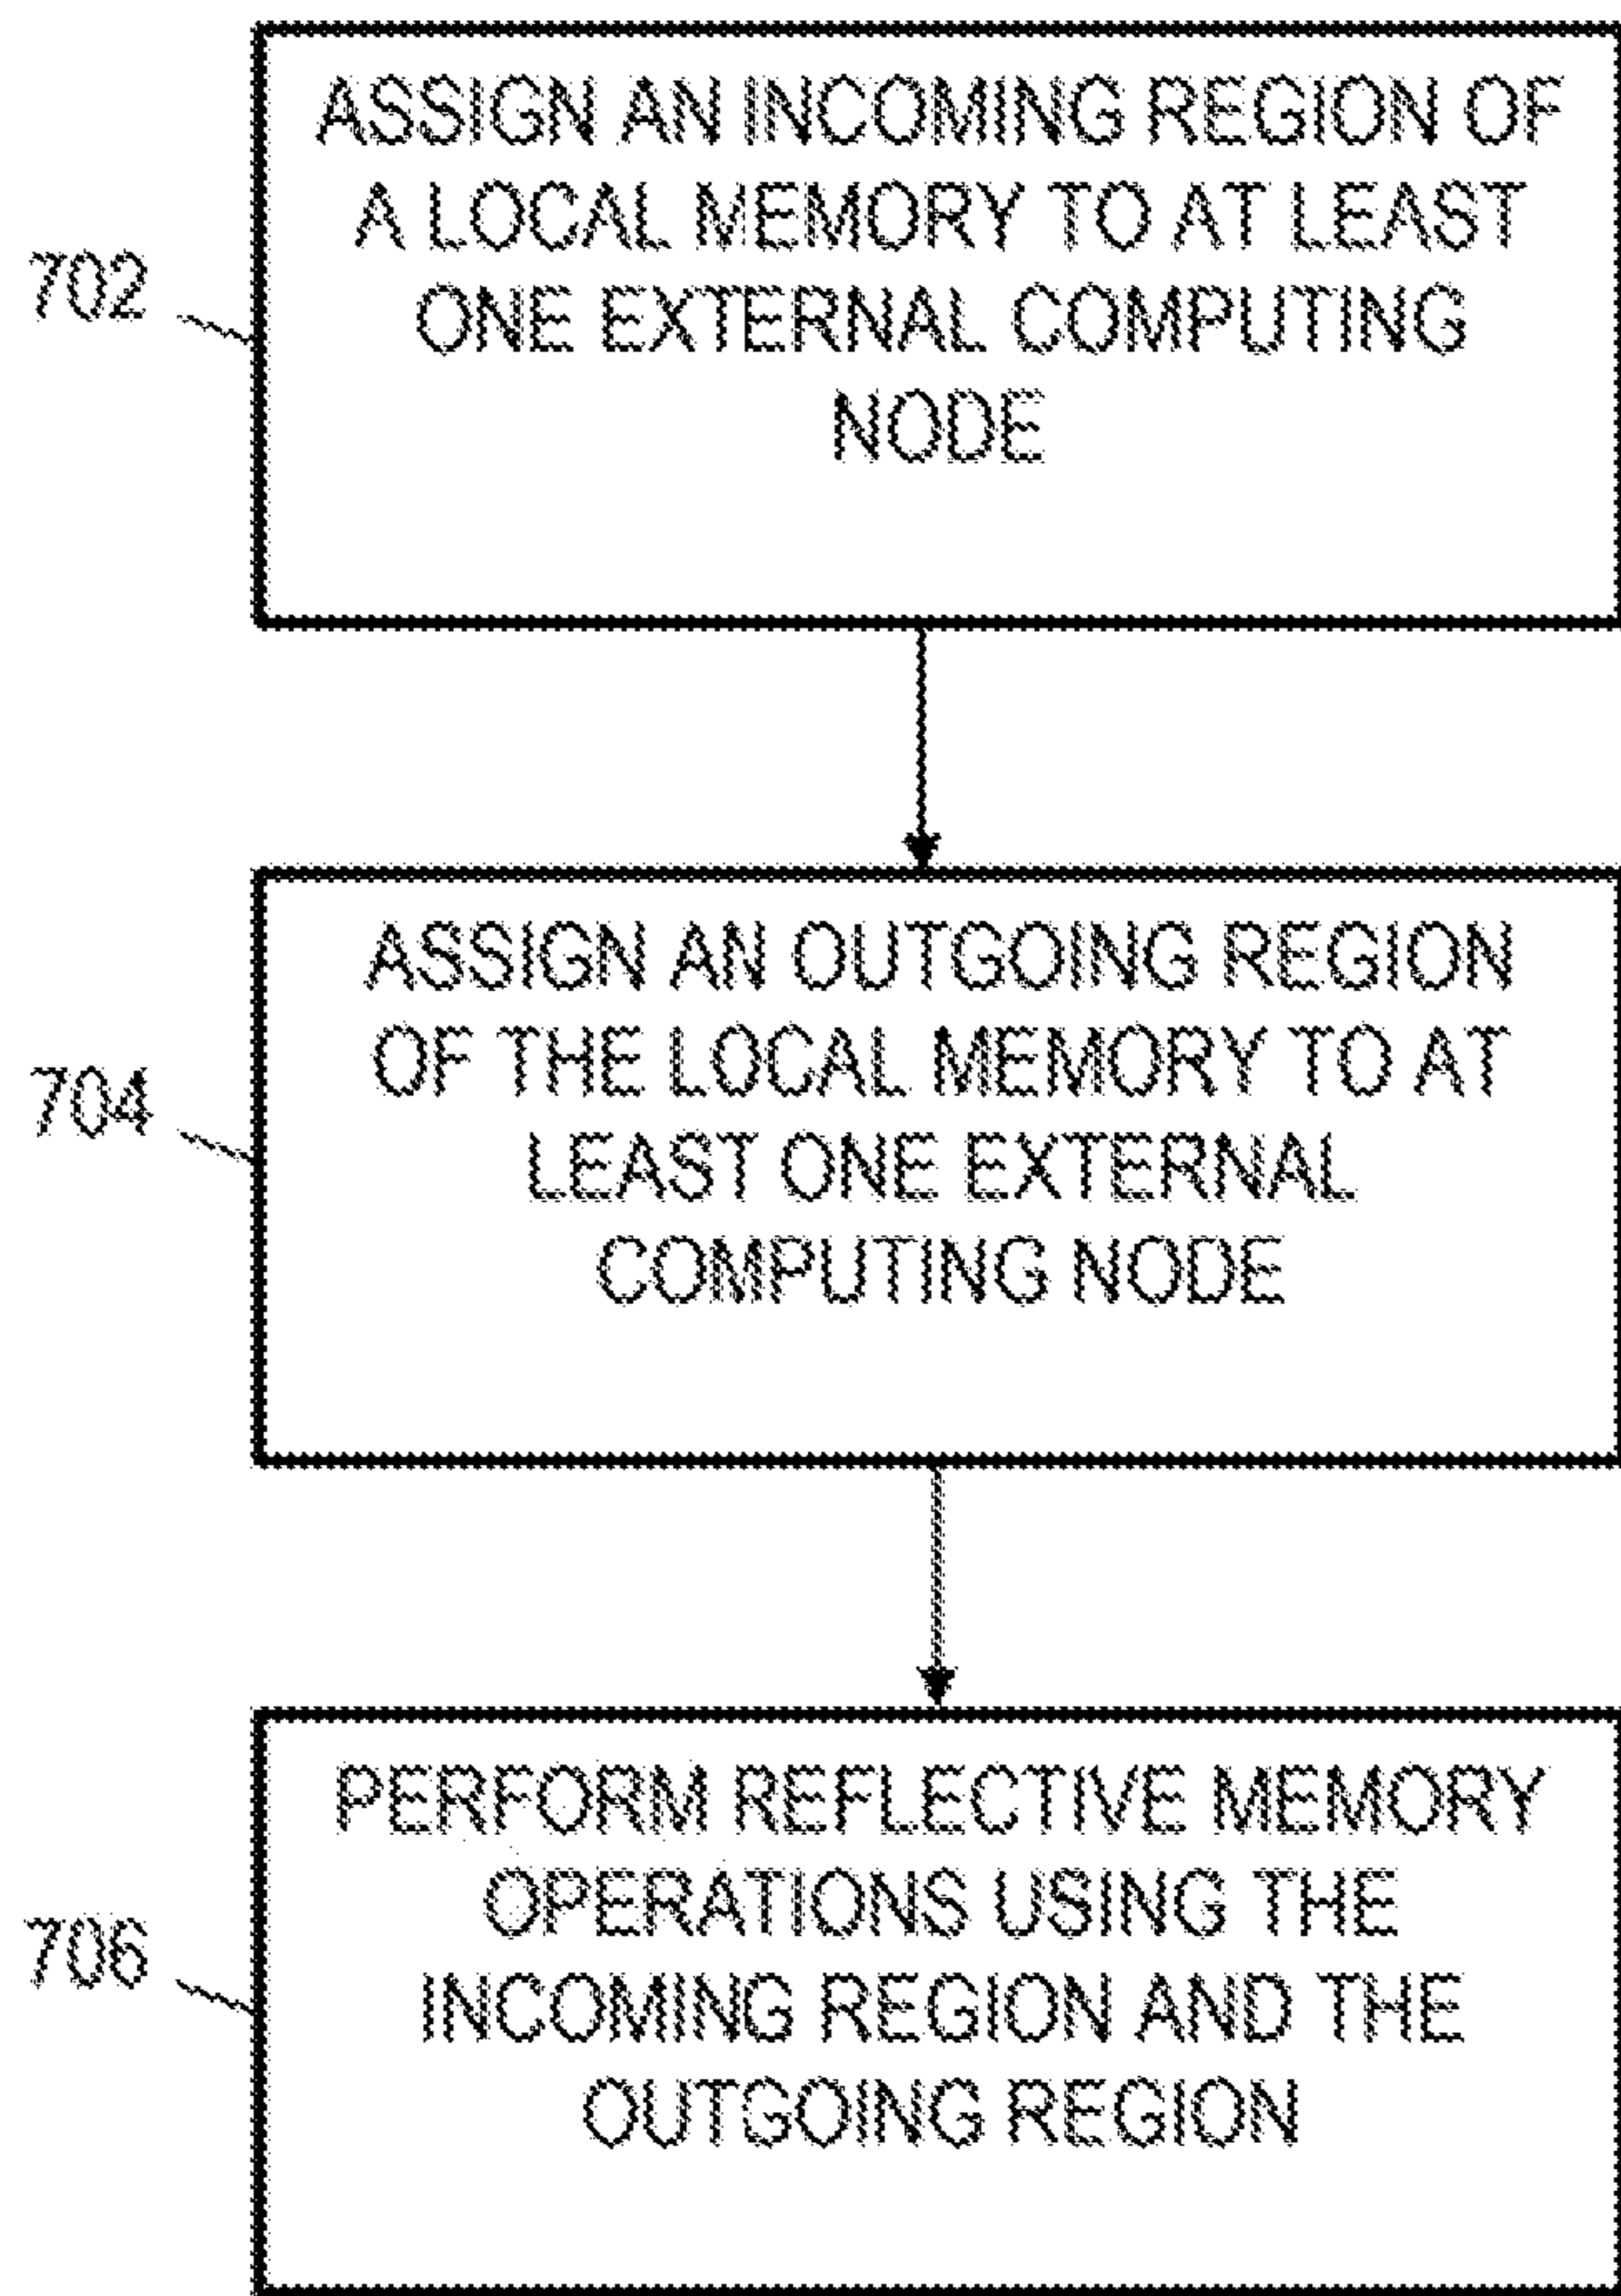 ASSIGN AN INCOMING REGION OF
A LOCAL MEMORY TO AT LEAST
ONE EXTERNAL COMPUTING
NODE
702
ASSIGN AN OUTGOING REGION
OF THE LOCAL MEMORY TO AT
LEAST ONE EXTERNAL
COMPUTING NODE
704
PERFORM REFLECTIVE MEMORY
OPERATIONS USING THE
INCOMING REGION AND THE
OUTGOING REGION
706